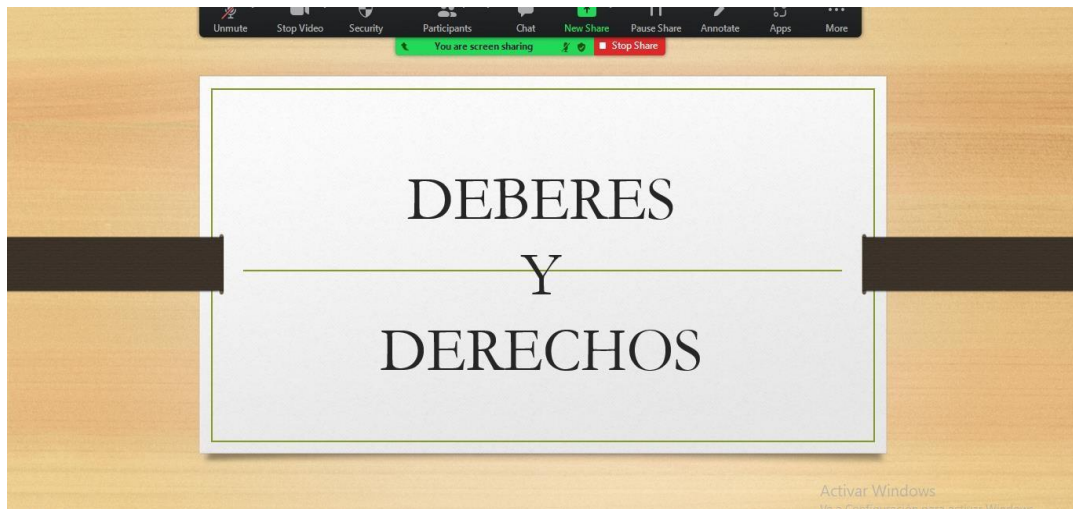 Unmute Stop Video Security Participants Chat New Share Pause Share Annotate Apps More
You are screen sharing Stop Share
DEBERES
Y
DERECHOS
Activar Windows